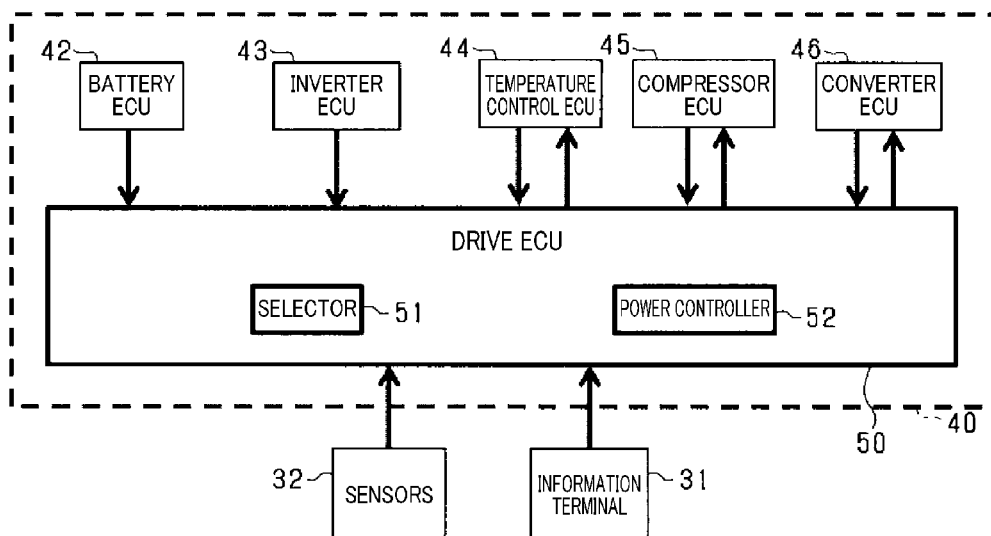 42 43 44 45 46
BATTERY INVERTER TEMPERATURE COMPRESSOR CONVERTER
ECU ECU CONTROL ECU ECU ECU
DRIVE ECU
SELECTOR 51 POWER CONTROLLER 52
40
50
32 31
SENSORS INFORMATION
TERMINAL